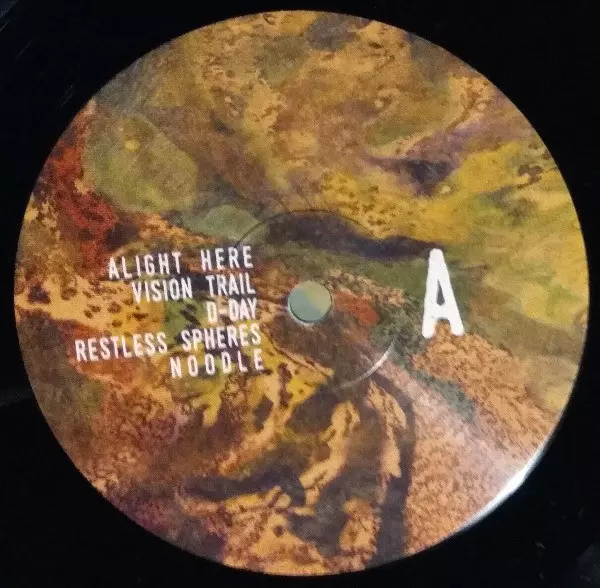 ALIGHT HERE
VISION TRAIL
D-DAY
RESTLESS SPHERES
NOODLE
A